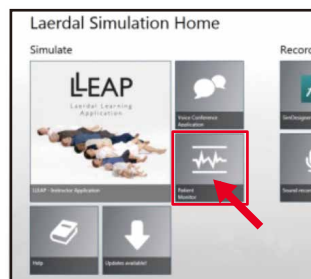 Laerdal Simulation Home
Simulate
Record
LLEAP
Laerdal Learning
Application
LLEAP - Instructor Application
Voice Conference
Application
Patient
Monitor
Help
Updates available!
SimDesigner
Sound recor